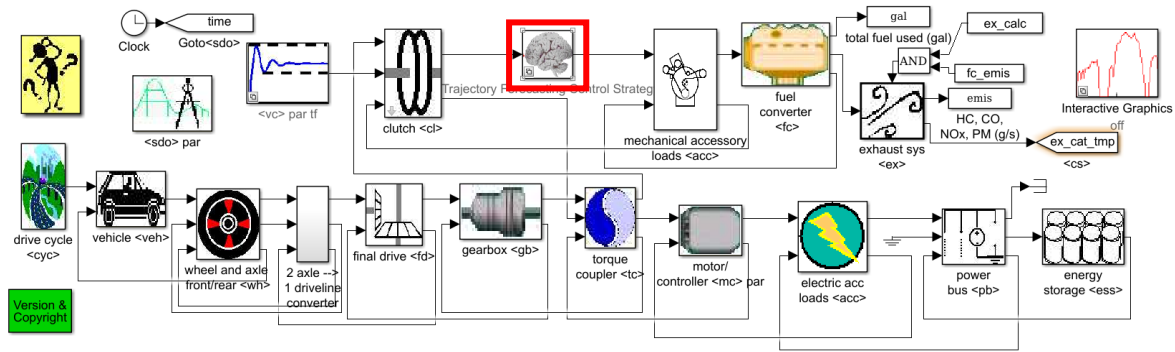 Clock
time
Goto<sdo>
<sdo> par
<vc> par tf
clutch <cl>
Trajectory Forecasting Control Strateg
mechanical accessory
loads <acc>
fuel
converter
<fc>
gal
total fuel used (gal)
ex_calc
AND
fc_emis
emis
HC, CO,
NOx, PM (g/s)
exhaust sys
<ex>
ex_cat_tmp
<cs>
Interactive Graphics
off
drive cycle
<cyc>
vehicle <veh>
wheel and axle
front/rear <wh>
2 axle -->
1 driveline
converter
final drive <fd>
gearbox <gb>
torque
coupler <tc>
motor/
controller <mc> par
electric acc
loads <acc>
power
bus <pb>
energy
storage <ess>
Version &
Copyright